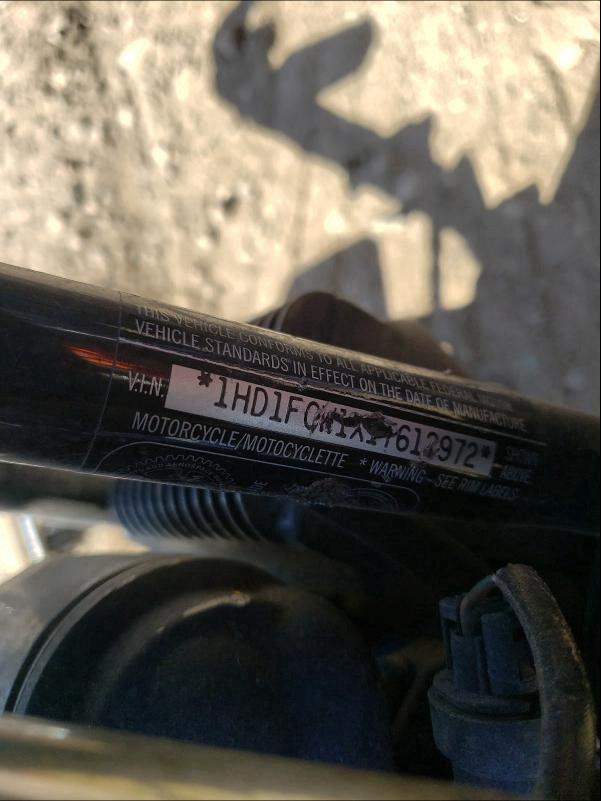 THIS VEHICLE CONFORMS TO ALL APPLICABLE FEDERAL
VEHICLE STANDARDS IN EFFECT ON THE DATE OF MANUFACTURE
V.I.N. *1HD1FCW1X1Y612972* SHOWN ABOVE
MOTORCYCLE/MOTOCYCLETTE *WARNING-SEE RIM LABELS